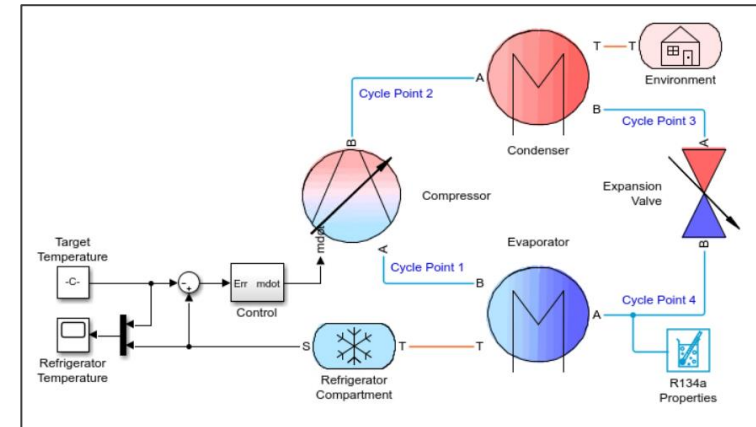 T
T
Environment
Cycle Point 2
A
Condenser
B
Cycle Point 3
A
Expansion
Valve
B
B
Compressor
mdot
A
Cycle Point 1
Evaporator
B
A
Cycle Point 4
Target
Temperature
-C-
-
+
Err mdot
Control
Refrigerator
Temperature
S
T
T
Refrigerator
Compartment
R134a
Properties